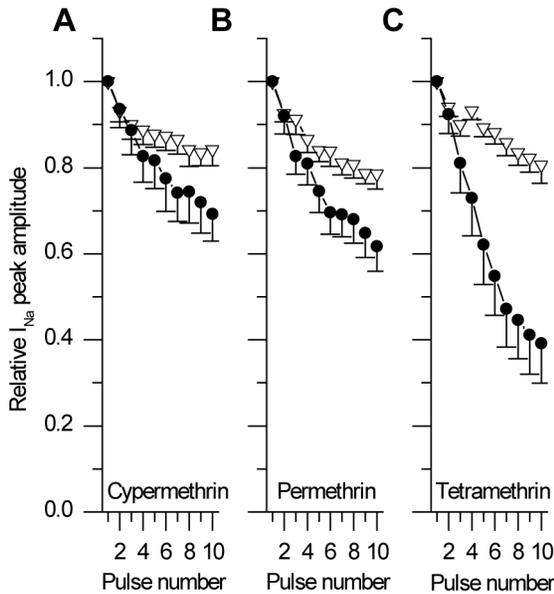 A B C
1.0
0.8
0.6
0.4
0.2
0.0
Relative I_Na peak amplitude
Cypermethrin Permethrin Tetramethrin
2 4 6 8 10 2 4 6 8 10 2 4 6 8 10
Pulse number Pulse number Pulse number